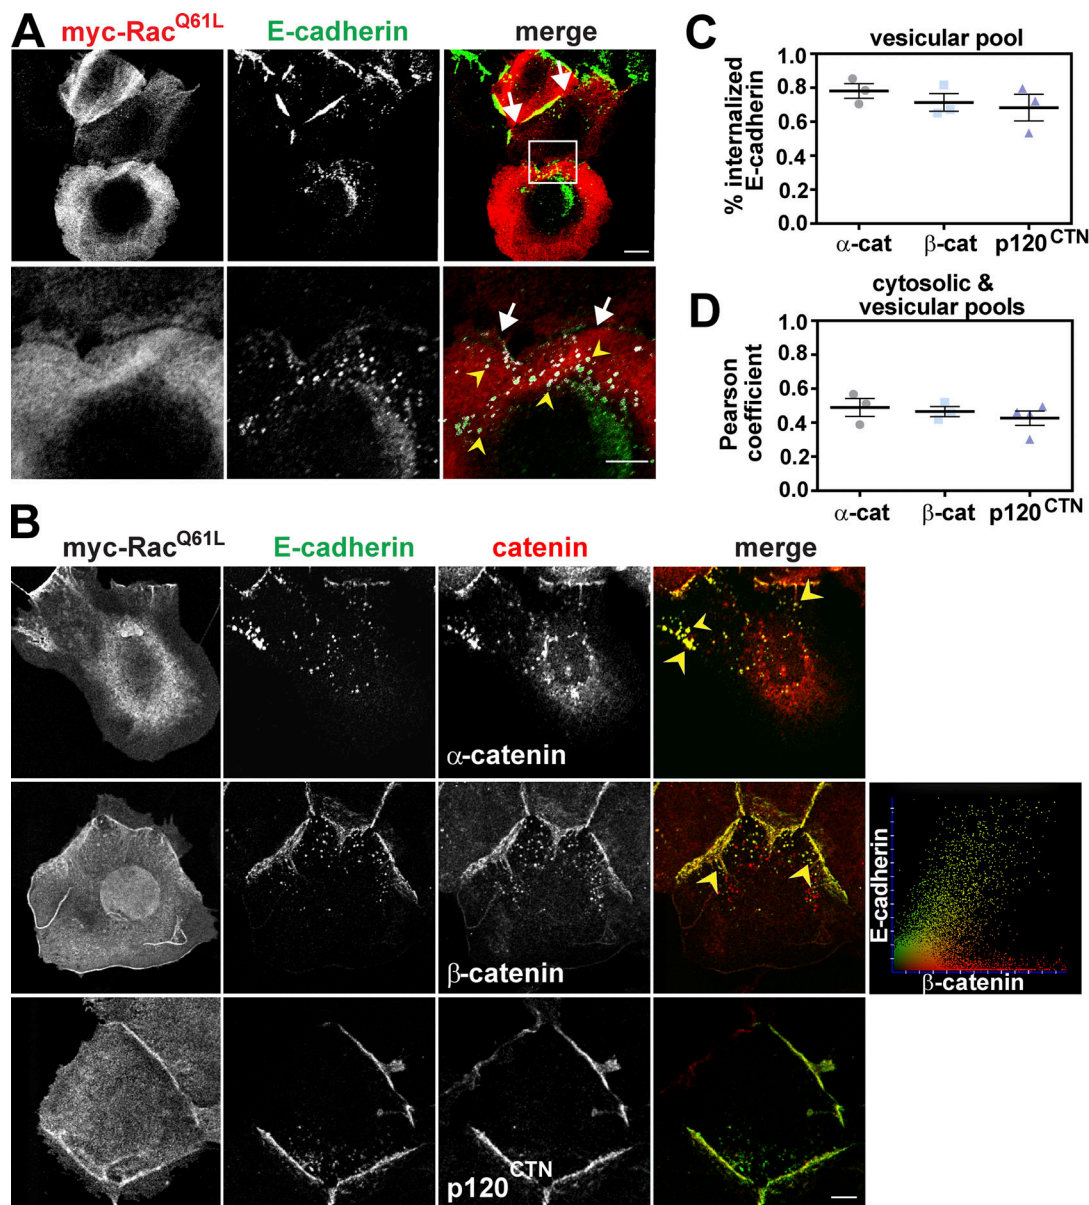 A
myc-Rac^Q61L E-cadherin merge
B
myc-Rac^Q61L E-cadherin catenin merge
α-catenin
β-catenin
p120^CTN
E-cadherin
β-catenin
C
vesicular pool
% internalized
E-cadherin
1.0
0.8
0.6
0.4
0.2
0.0
α-cat β-cat p120^CTN
D
cytosolic &
vesicular pools
Pearson
coefficient
1.0
0.8
0.6
0.4
0.2
0.0
α-cat β-cat p120^CTN